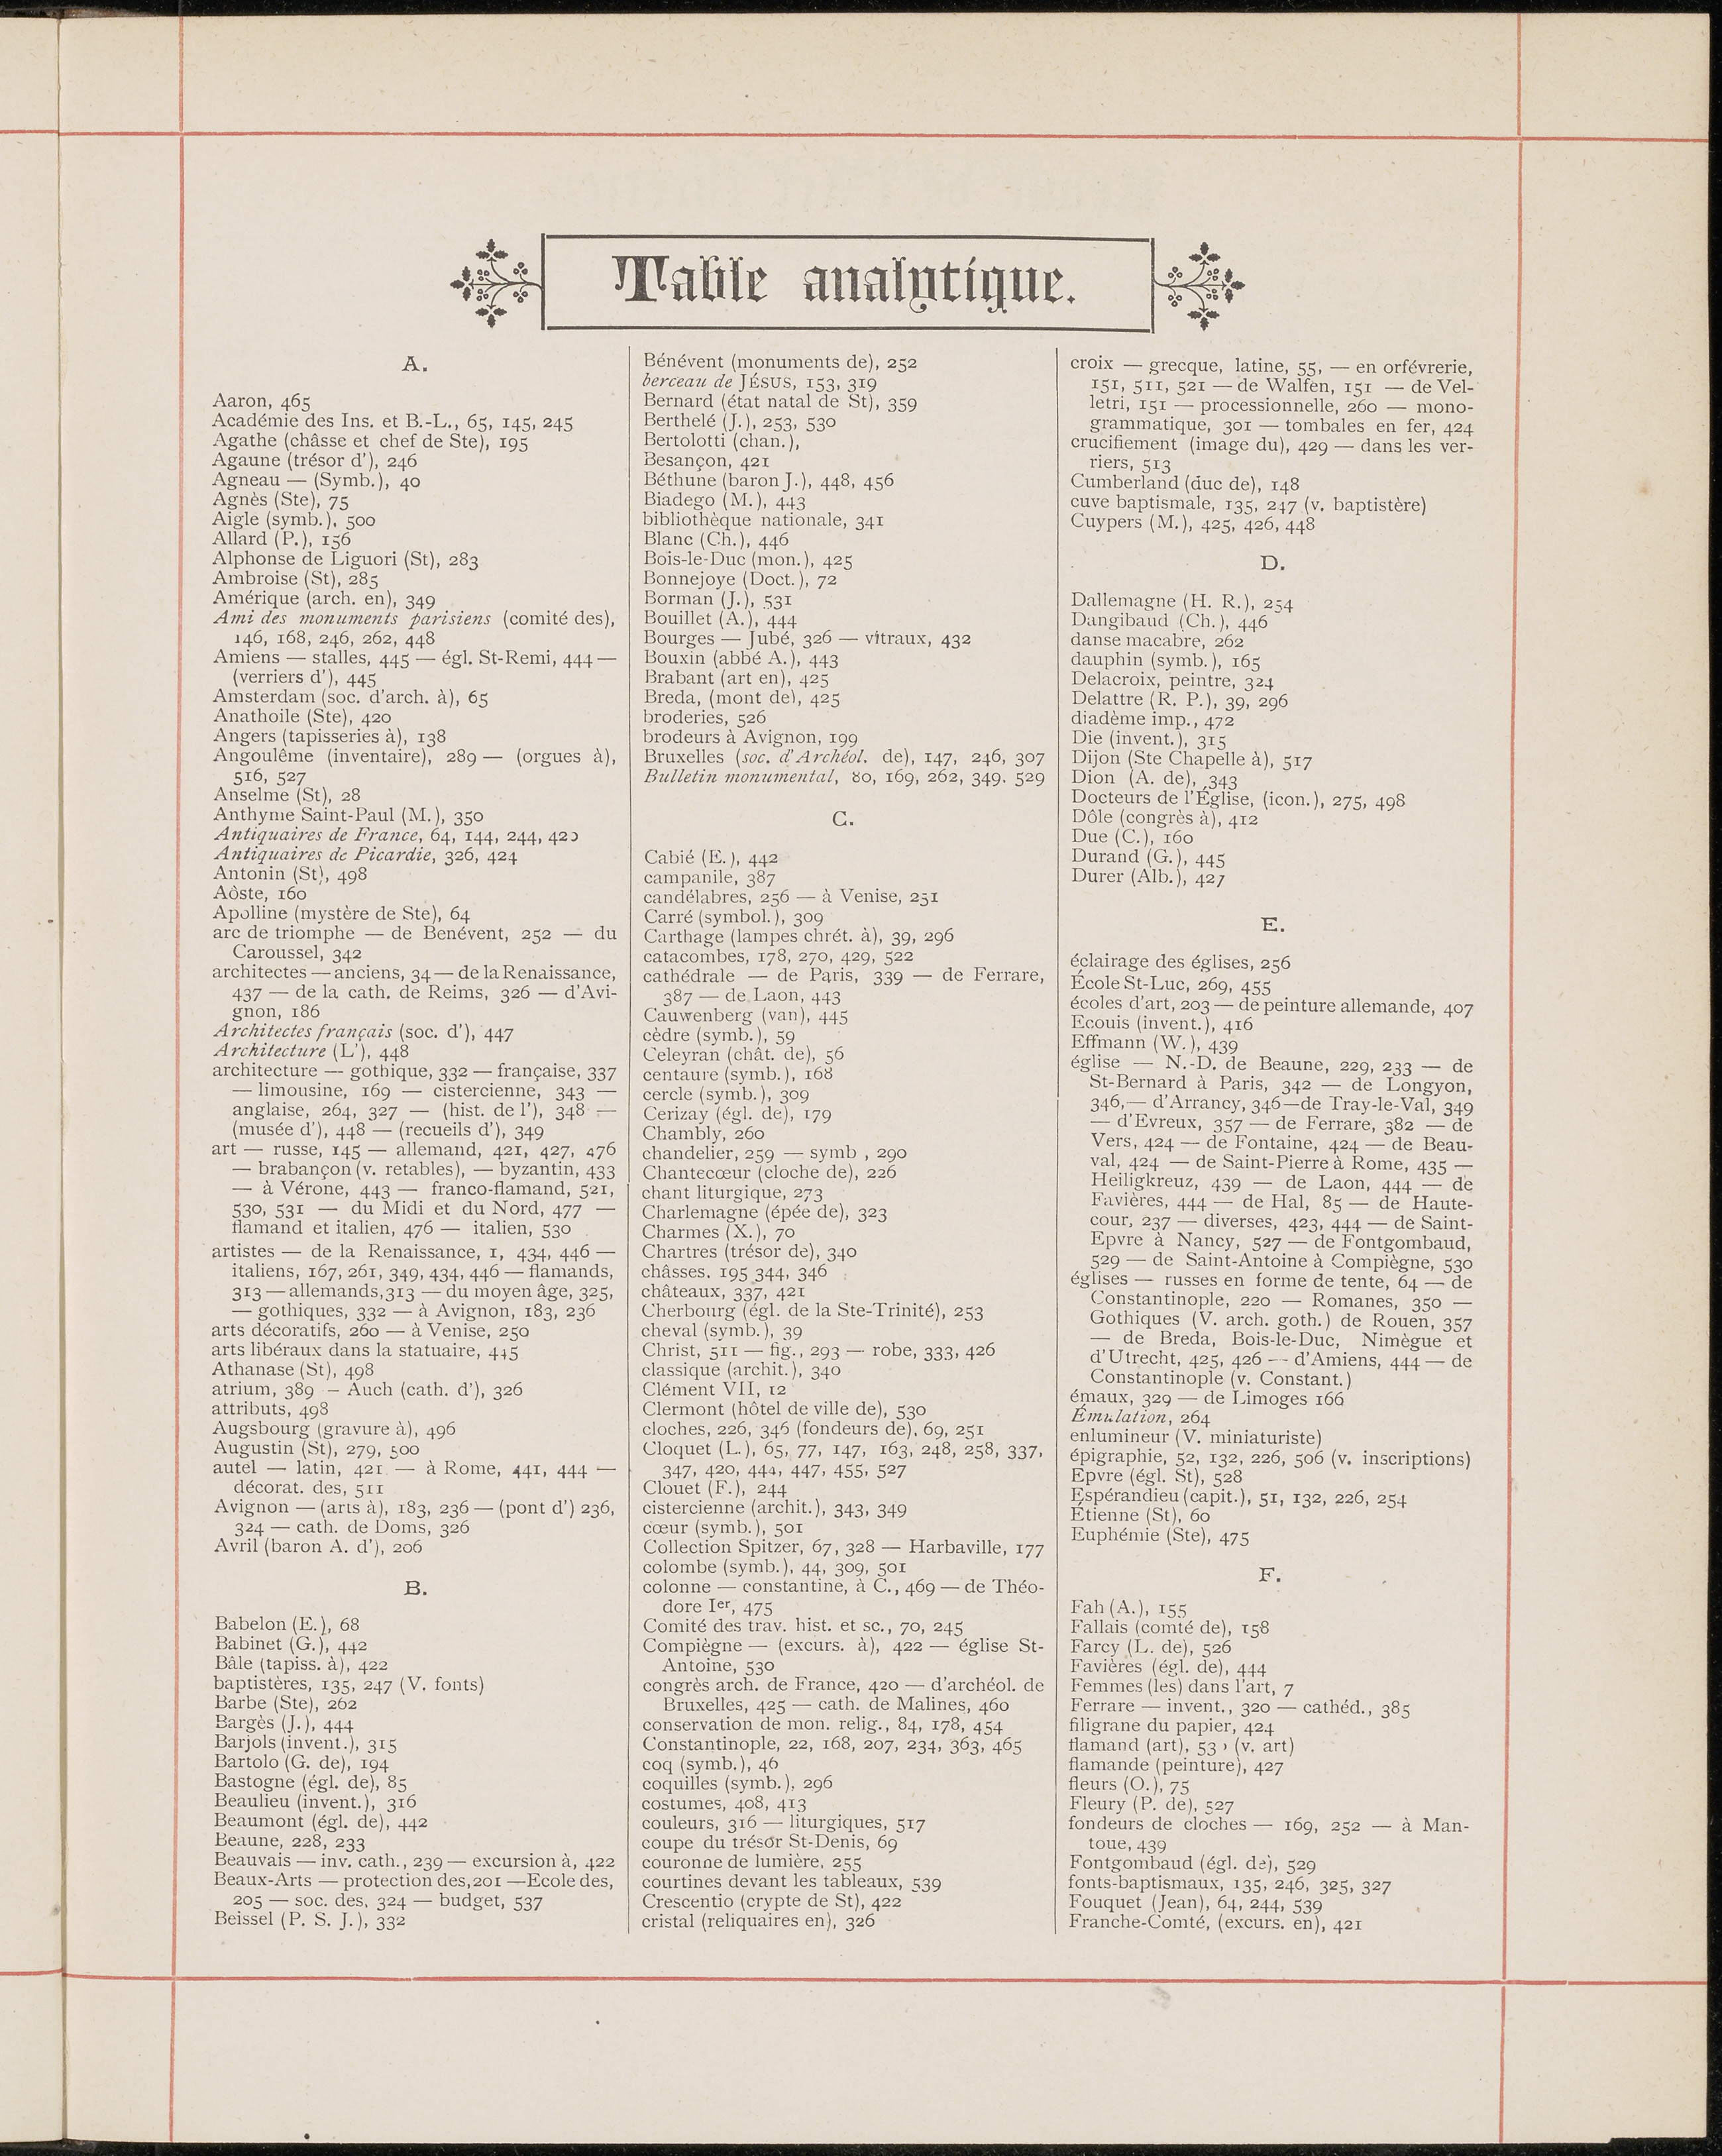 Table analytique.
A.
Aaron, 465
Académie des Ins. et B.-L., 65, 145, 245
Agathe (châsse et chef de Ste), 195
Agaune (trésor d'), 246
Agneau — (Symb.), 40
Agnès (Ste), 75
Aigle (symb.), 500
Allard (P.), 156
Alphonse de Liguori (St), 283
Ambroise (St), 285
Amérique (arch. en), 349
Ami des monuments parisiens (comité des),
146, 168, 246, 262, 448
Amiens — stalles, 445 — égl. St-Remi, 444 —
(verriers d'), 445
Amsterdam (soc. d'arch. à), 65
Anathoile (Ste), 420
Angers (tapisseries à), 138
Angoulême (inventaire), 289 — (orgues à),
516, 527
Anselme (St), 28
Anthyme Saint-Paul (M.), 350
Antiquaires de France, 64, 144, 244,
Antiquaires de Picardie, 326, 424
Antonin (St), 498
Aòste, 160
Apolline (mystère de Ste), 64
arc de triomphe — de Benévent, 252 — du
Caroussel, 342
architectes — anciens, 34 — de la Renaissance,
437 — de la cath. de Reims, 326 — d'Avi-
gnon, 186
Architectes français (soc. d'), 447
Architecture (L'), 448
architecture — gothique, 332 — française, 337
— limousine, 169 — cistercienne, 343 —
anglaise, 264, 327 — (hist. de l'), 348 —
(musée d'), 448 — (recueils d'), 349
art — russe, 145 — allemand, 421, 427, 476
— brabançon (v. retables), — byzantin, 433
— à Vérone, 443 — franco-flamand, 521,
530, 531 — du Midi et du Nord, 477 —
flamand et italien, 476 — italien, 530
artistes — de la Renaissance, 1, 434, 446 —
italiens, 167, 261, 349, 434, 446 — flamands,
313 — allemands, 313 — du moyen âge, 325,
— gothiques, 332 — à Avignon, 183, 236
arts décoratifs, 260 — à Venise, 250
arts libéraux dans la statuaire, 445
Athanase (St), 498
atrium, 389 – Auch (cath. d'), 326
attributs, 498
Augsbourg (gravure à), 496
Augustin (St), 279, 500
autel — latin, 421 — à Rome, 441, 444 —
décorat. des, 511
Avignon — (arts à), 183, 236 — (pont d') 236,
324 — cath. de Doms, 326
Avril (baron A. d'), 206
B.
Babelon (E.), 68
Babinet (G.), 442
Bâle (tapiss. à), 422
baptistères, 135, 247 (V. fonts)
Barbe (Ste), 262
Bargès (J.), 444
Barjols (invent.), 315
Bartolo (G. de), 194
Bastogne (égl. de), 85
Beaulieu (invent.), 316
Beaumont (égl. de), 442
Beaune, 228, 233
Beauvais — inv. cath., 239 — excursion à, 422
Beaux-Arts — protection des, 201 — Ecole des,
205 — soc. des, 324 — budget, 537
Beissel (P. S. J.), 332
Bénévent (monuments de), 252
berceau de JÉSUS, 153, 319
Bernard (état natal de St), 359
Berthelé (J.), 253, 530
Bertolotti (chan.),
Besançon, 421
Béthune (baron J.), 448, 456
Biadego (M.), 443
bibliothèque nationale, 341
Blanc (Ch.), 446
Bois-le-Duc (mon.), 425
Bonnejoye (Doct.), 72
Borman (J.), 531
Bouillet (A.), 444
Bourges — Jubé, 326 — vitraux, 432
Bouxin (abbé A.), 443
Brabant (art en), 425
Breda, (mont de), 425
broderies, 526
brodeurs à Avignon, 199
Bruxelles (soc. d'Archéol. de), 147, 246, 307
Bulletin monumental, 80, 169, 262, 349. 529
C.
Cabié (E.), 442
campanile, 387
candélabres, 256 — à Venise, 251
Carré (symbol.), 309
Carthage (lampes chrét. à), 39, 296
catacombes, 178, 270, 429, 522
cathédrale — de Paris, 339 — de Ferrare,
387 — de Laon, 443
Cauwenberg (van), 445
cèdre (symb.), 59
Celeyran (chât. de), 56
centaure (symb.), 168
cercle (symb.), 309
Cerizay (égl. de), 179
Chambly, 260
chandelier, 259 — symb , 290
Chantecœur (cloche de), 226
chant liturgique, 273
Charlemagne (épée de), 323
Charmes (X.), 70
Chartres (trésor de), 340
châsses. 195 344, 346
châteaux, 337, 421
Cherbourg (égl. de la Ste-Trinité), 253
cheval (symb.), 39
Christ, 511 — fig., 293 — robe, 333, 426
classique (archit.), 340
Clément VII, 12
Clermont (hôtel de ville de), 530
cloches, 226, 346 (fondeurs de). 69, 251
Cloquet (L.), 65, 77, 147, 163, 248, 258, 337,
347, 420, 444, 447, 455, 527
Clouet (F.), 244
cistercienne (archit.), 343, 349
cœur (symb.), 501
Collection Spitzer, 67, 328 — Harbaville, 177
colombe (symb.), 44, 309, 501
colonne — constantine, à C., 469 — de Théo-
dore Ier, 475
Comité des trav. hist. et sc., 70, 245
Compiègne — (excurs. à), 422 — église St-
Antoine, 530
congrès arch. de France, 420 — d'archéol. de
Bruxelles, 425 — cath. de Malines, 460
conservation de mon. relig., 84, 178, 454
Constantinople, 22, 168, 207, 234, 363, 465
coq (symb.), 46
coquilles (symb.), 296
costumes, 408, 413
couleurs, 316 — liturgiques, 517
coupe du trésor St-Denis, 69
couronne de lumière, 255
courtines devant les tableaux, 539
Crescentio (crypte de St), 422
cristal (reliquaires en), 326
croix — grecque, latine, 55, — en orfévrerie,
151, 511, 521 — de Walfen, 151 — de Vel-
letri, 151 — processionnelle, 260 — mono-
grammatique, 301 — tombales en fer, 424
crucifiement (image du), 429 — dans les ver-
riers, 513
Cumberland (duc de), 148
cuve baptismale, 135, 247 (v. baptistère)
Cuypers (M.), 425, 426, 448
D.
Dallemagne (H. R.), 254
Dangibaud (Ch.), 446
danse macabre, 262
dauphin (symb.), 165
Delacroix, peintre, 324
Delattre (R. P.), 39, 296
diadème imp., 472
Die (invent.), 315
Dijon (Ste Chapelle à), 517
Dion (A. de), 343
Docteurs de l'Église, (icon.), 275, 498
Dôle (congrès à), 412
Due (C.), 160
Durand (G.), 445
Durer (Alb.), 427
E.
éclairage des églises, 256
École St-Luc, 269, 455
écoles d'art, 203 — de peinture allemande, 407
Ecouis (invent.), 416
Effmann (W.), 439
église — N.-D. de Beaune, 229, 233 — de
St-Bernard à Paris, 342 — de Longyon,
346,— d'Arrancy, 346—de Tray-le-Val, 349
— d'Evreux, 357 — de Ferrare, 382 — de
Vers, 424 — de Fontaine, 424 — de Beau-
val, 424 — de Saint-Pierre à Rome, 435 —
Heiligkreuz, 439 — de Laon, 444 — de
Favières, 444 — de Hal, 85 — de Haute-
cour, 237 — diverses, 423, 444 — de Saint-
Epvre à Nancy, 527 — de Fontgombaud,
529 — de Saint-Antoine à Compiègne, 530
églises — russes en forme de tente, 64 — de
Constantinople, 220 — Romanes, 350 —
Gothiques (V. arch. goth.) de Rouen, 357
— de Breda, Bois-le-Duc, Nimègue et
d'Utrecht, 425, 426 — d'Amiens, 444 — de
Constantinople (v. Constant.)
émaux, 329 — de Limoges 166
Émulation, 264
enlumineur (V. miniaturiste)
épigraphie, 52, 132, 226, 506 (v. inscriptions)
Epvre (égl. St), 528
Espérandieu (capit.), 51, 132, 226, 254
Étienne (St), 60
Euphémie (Ste), 475
F.
Fah (A.), 155
Fallais (comté de), 158
Farcy (L. de), 526
Favières (égl. de), 444
Femmes (les) dans l'art, 7
Ferrare — invent., 320 — cathéd., 385
filigrane du papier, 424
flamand (art), (v. art)
flamande (peinture), 427
fleurs (O.), 75
Fleury (P. de), 527
fondeurs de cloches — 169, 252 — à Man-
toue, 439
Fontgombaud (égl. de), 529
fonts-baptismaux, 135, 246, 325, 327
Fouquet (Jean), 64, 244, 539
Franche-Comté, (excurs. en), 421